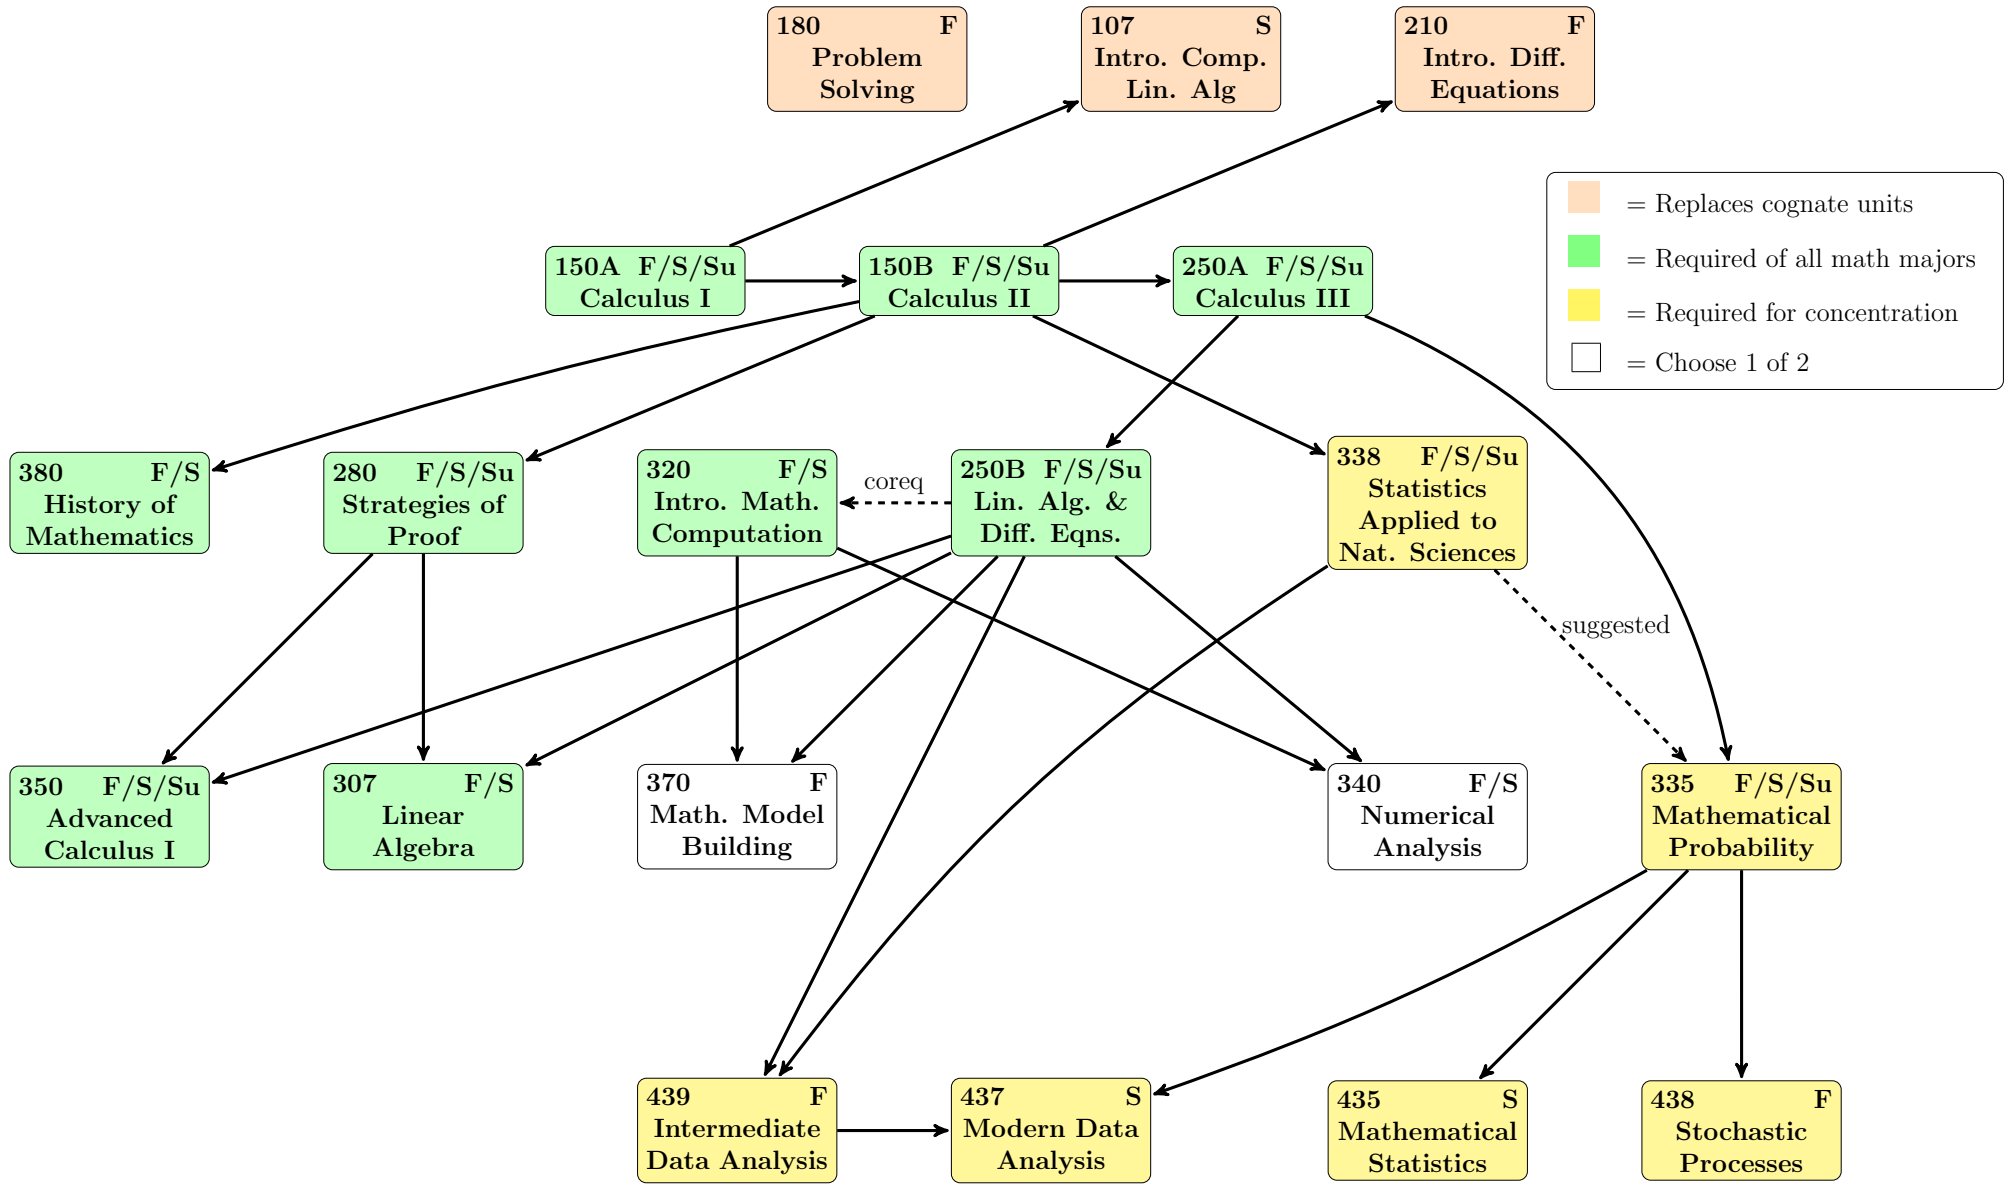 180 F
Problem
Solving
107 S
Intro. Comp.
Lin. Alg
210 F
Intro. Diff.
Equations
= Replaces cognate units
= Required of all math majors
= Required for concentration
= Choose 1 of 2
150A F/S/Su
Calculus I
150B F/S/Su
Calculus II
250A F/S/Su
Calculus III
380 F/S
History of
Mathematics
280 F/S/Su
Strategies of
Proof
320 F/S
Intro. Math.
Computation
coreq
250B F/S/Su
Lin. Alg. &
Diff. Eqns.
338 F/S/Su
Statistics
Applied to
Nat. Sciences
suggested
350 F/S/Su
Advanced
Calculus I
307 F/S
Linear
Algebra
370 F
Math. Model
Building
340 F/S
Numerical
Analysis
335 F/S/Su
Mathematical
Probability
439 F
Intermediate
Data Analysis
437 S
Modern Data
Analysis
435 S
Mathematical
Statistics
438 F
Stochastic
Processes